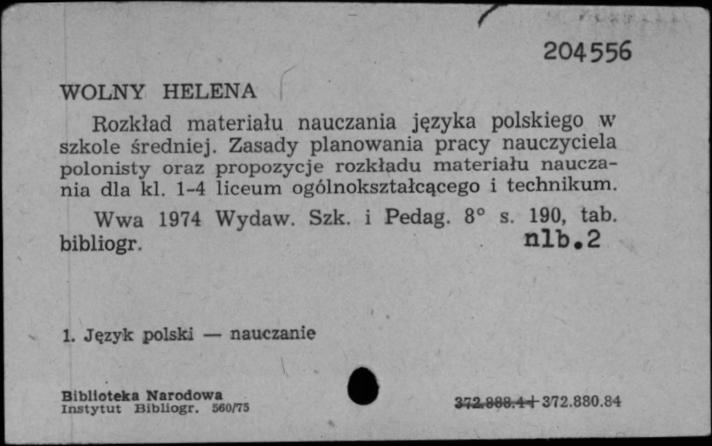 204556
WOLNY HELENA
Rozkład materiału nauczania języka polskiego w
szkole średniej. Zasady planowania pracy nauczyciela
polonisty oraz propozycje rozkładu materiału naucza-
nia dla kl. 1-4 liceum ogólnokształcącego i technikum.
Wwa 1974 Wydaw. Szk. i Pedag. 8° s. 190, tab.
bibliogr. nlb.2
1. Język polski — nauczanie
Biblioteka Narodowa
Instytut Bibliogr. 560/75 372.880.84